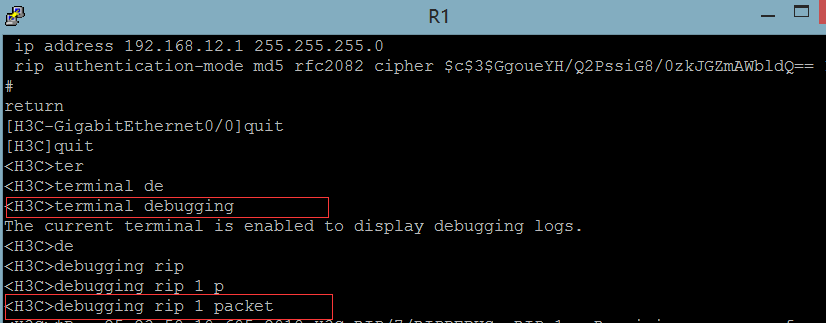 R1
ip address 192.168.12.1 255.255.255.0
rip authentication-mode md5 rfc2082 cipher $c$3$GgoueYH/Q2PssiG8/0zkJGZmAWbldQ==
#
return
[H3C-GigabitEthernet0/0]quit
[H3C]quit
<H3C>ter
<H3C>terminal de
<H3C>terminal debugging
The current terminal is enabled to display debugging logs.
<H3C>de
<H3C>debugging rip
<H3C>debugging rip 1 p
<H3C>debugging rip 1 packet